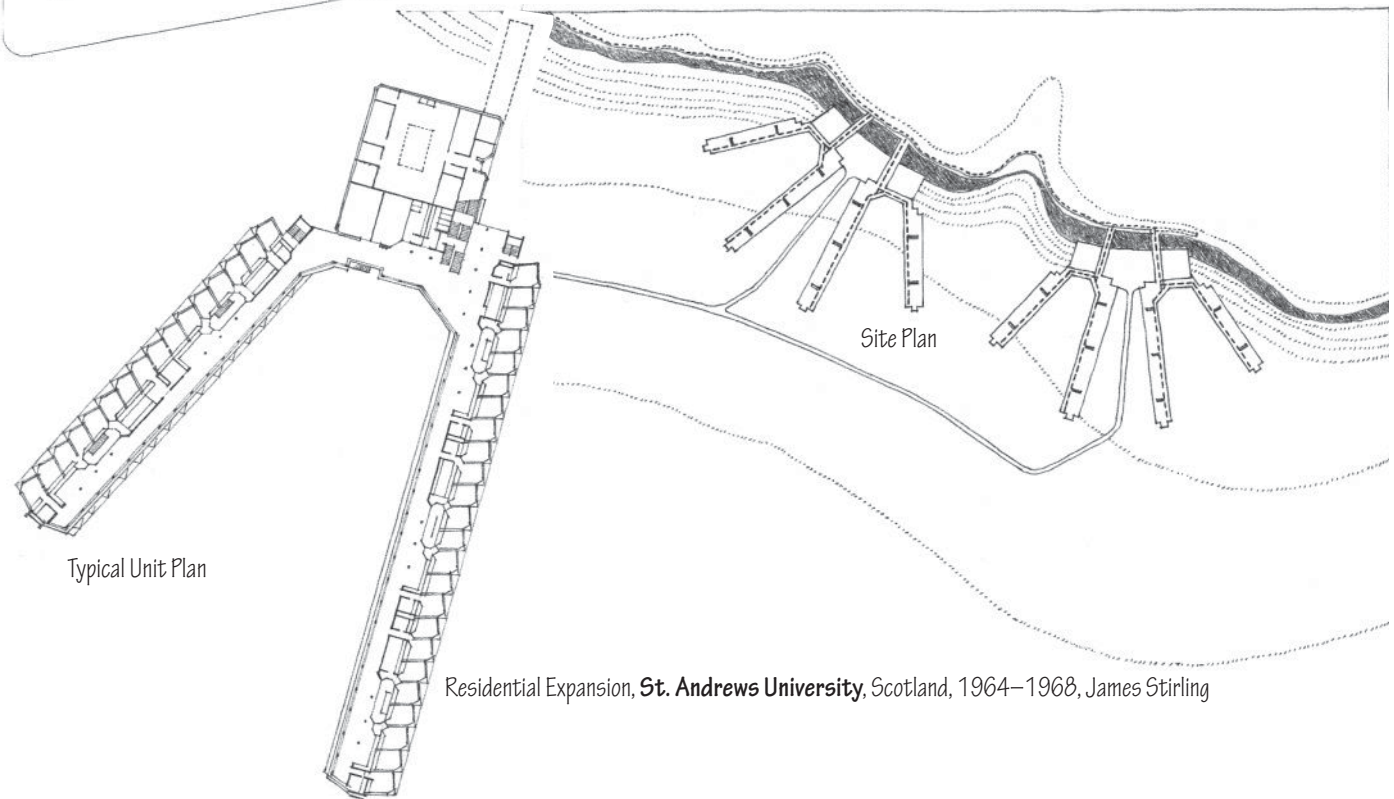 Site Plan
Typical Unit Plan
Residential Expansion, St. Andrews University, Scotland, 1964–1968, James Stirling